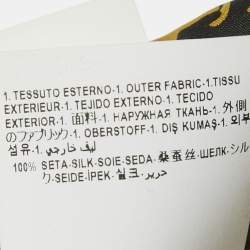 1. TESSUTO ESTERNO-1. OUTER FABRIC-1.TISSU
EXTERIEUR-1. TEJIDO EXTERNO-1. TECIDO
EXTERIOR-1. 面料-1. НАРУЖНАЯ ТКАНЬ-1. 外側
のファブリック-1. OBERSTOFF-1. DIŞ KUMAŞ-1. 외부
섬유-1. ليف خارجي
100% SETA-SILK-SOIE-SEDA-桑蚕丝-ШЕЛК-シル
ク-SEIDE-İPEK-실크-حرير